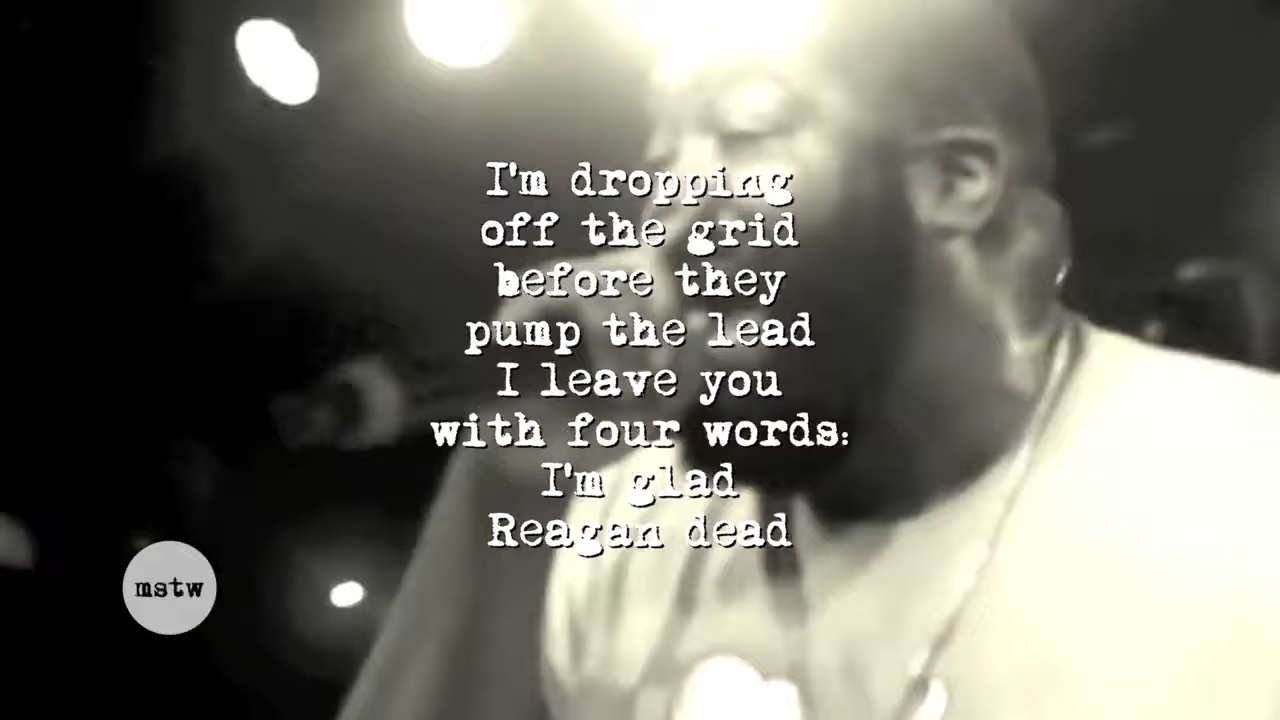 I'm dropping
off the grid
before they
pump the lead
I leave you
with four words:
I'm glad
Reagan dead
mstw